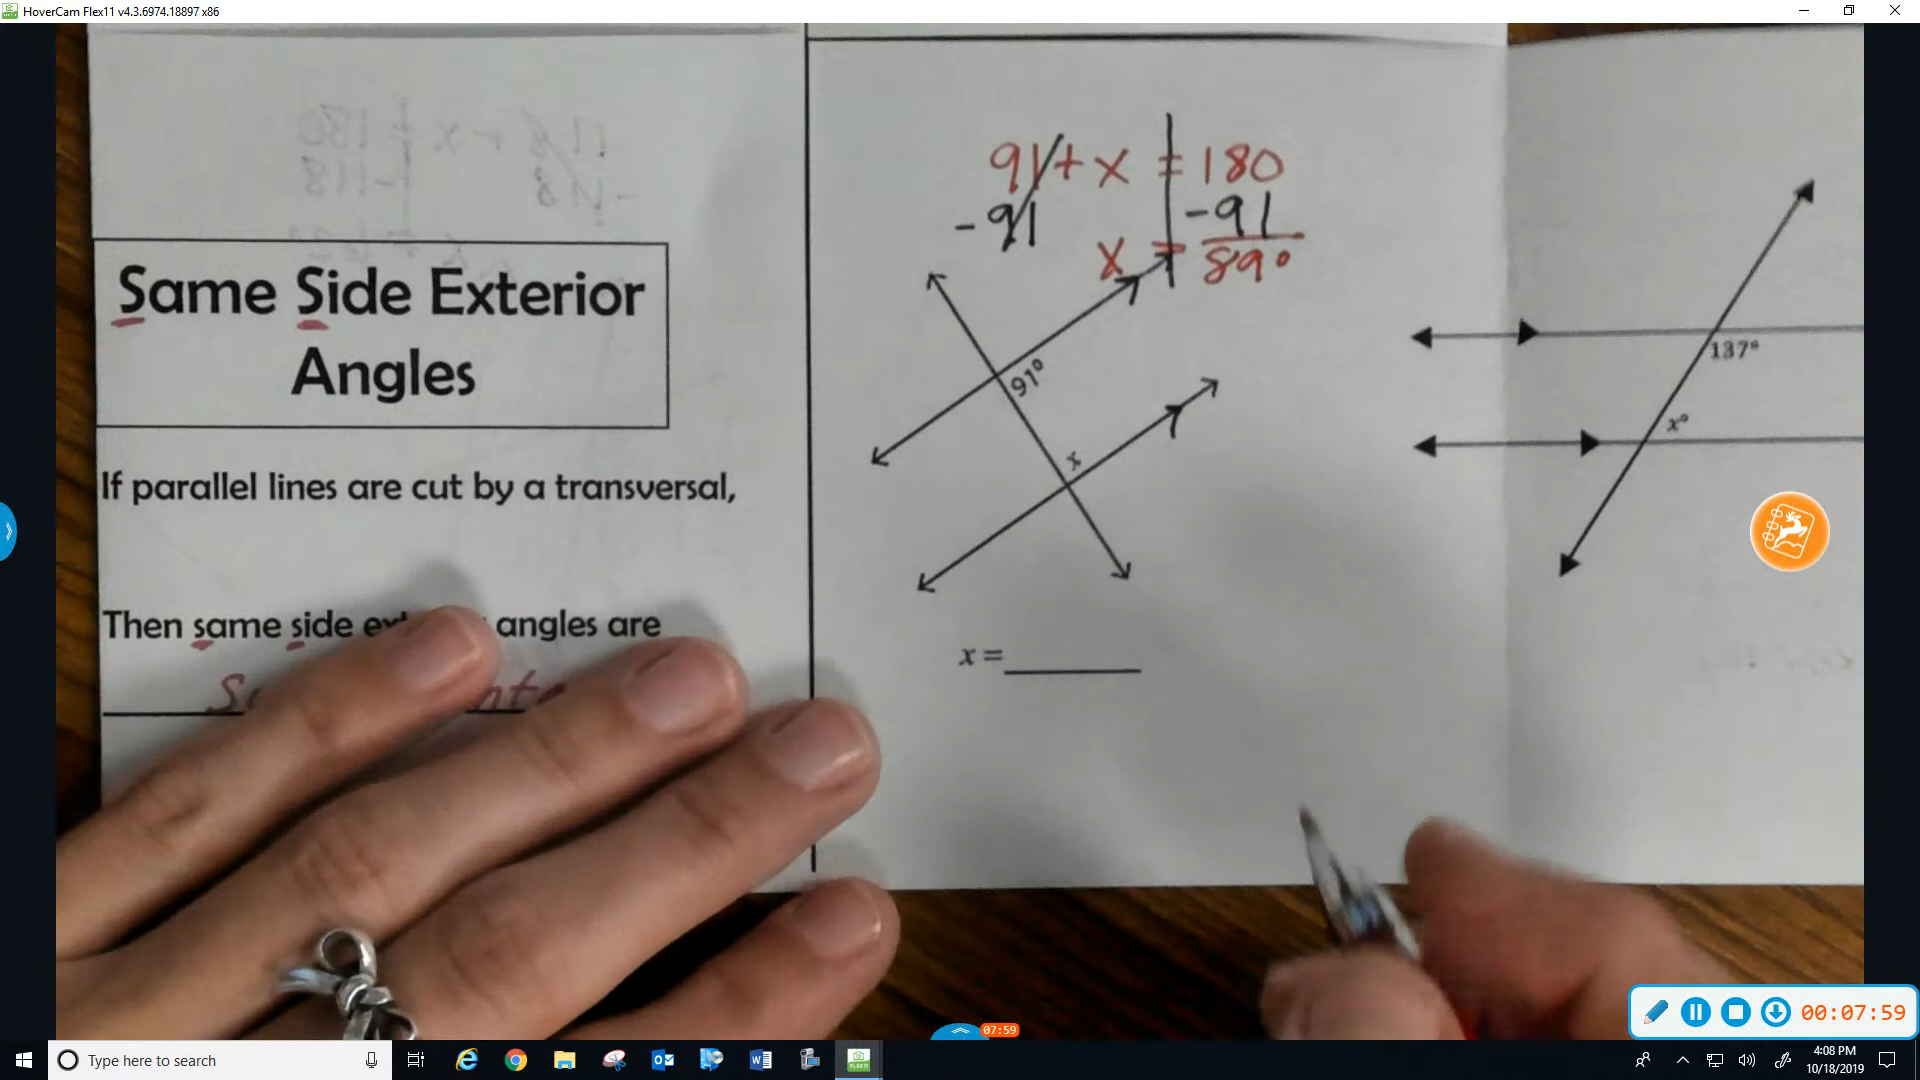 HoverCam Flex11 v4.3.6974.18897 x86
Same Side Exterior
Angles
If parallel lines are cut by a transversal,
Then same side angles are
91 + x = 180
-91 -91
x = 89°
91°
x
x =
137°
x°
07:59
00:07:59
Type here to search
FLEX11
4:08 PM
10/18/2019